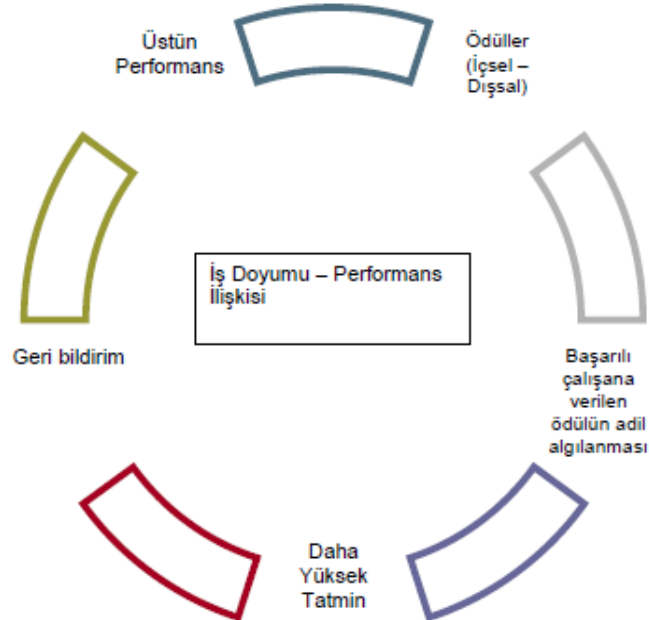 Üstün
Performans
Ödüller
(İçsel –
Dışsal)
İş Doyumu – Performans
İlişkisi
Geri bildirim
Başarılı
çalışana
verilen
ödülün adil
algılanması
Daha
Yüksek
Tatmin